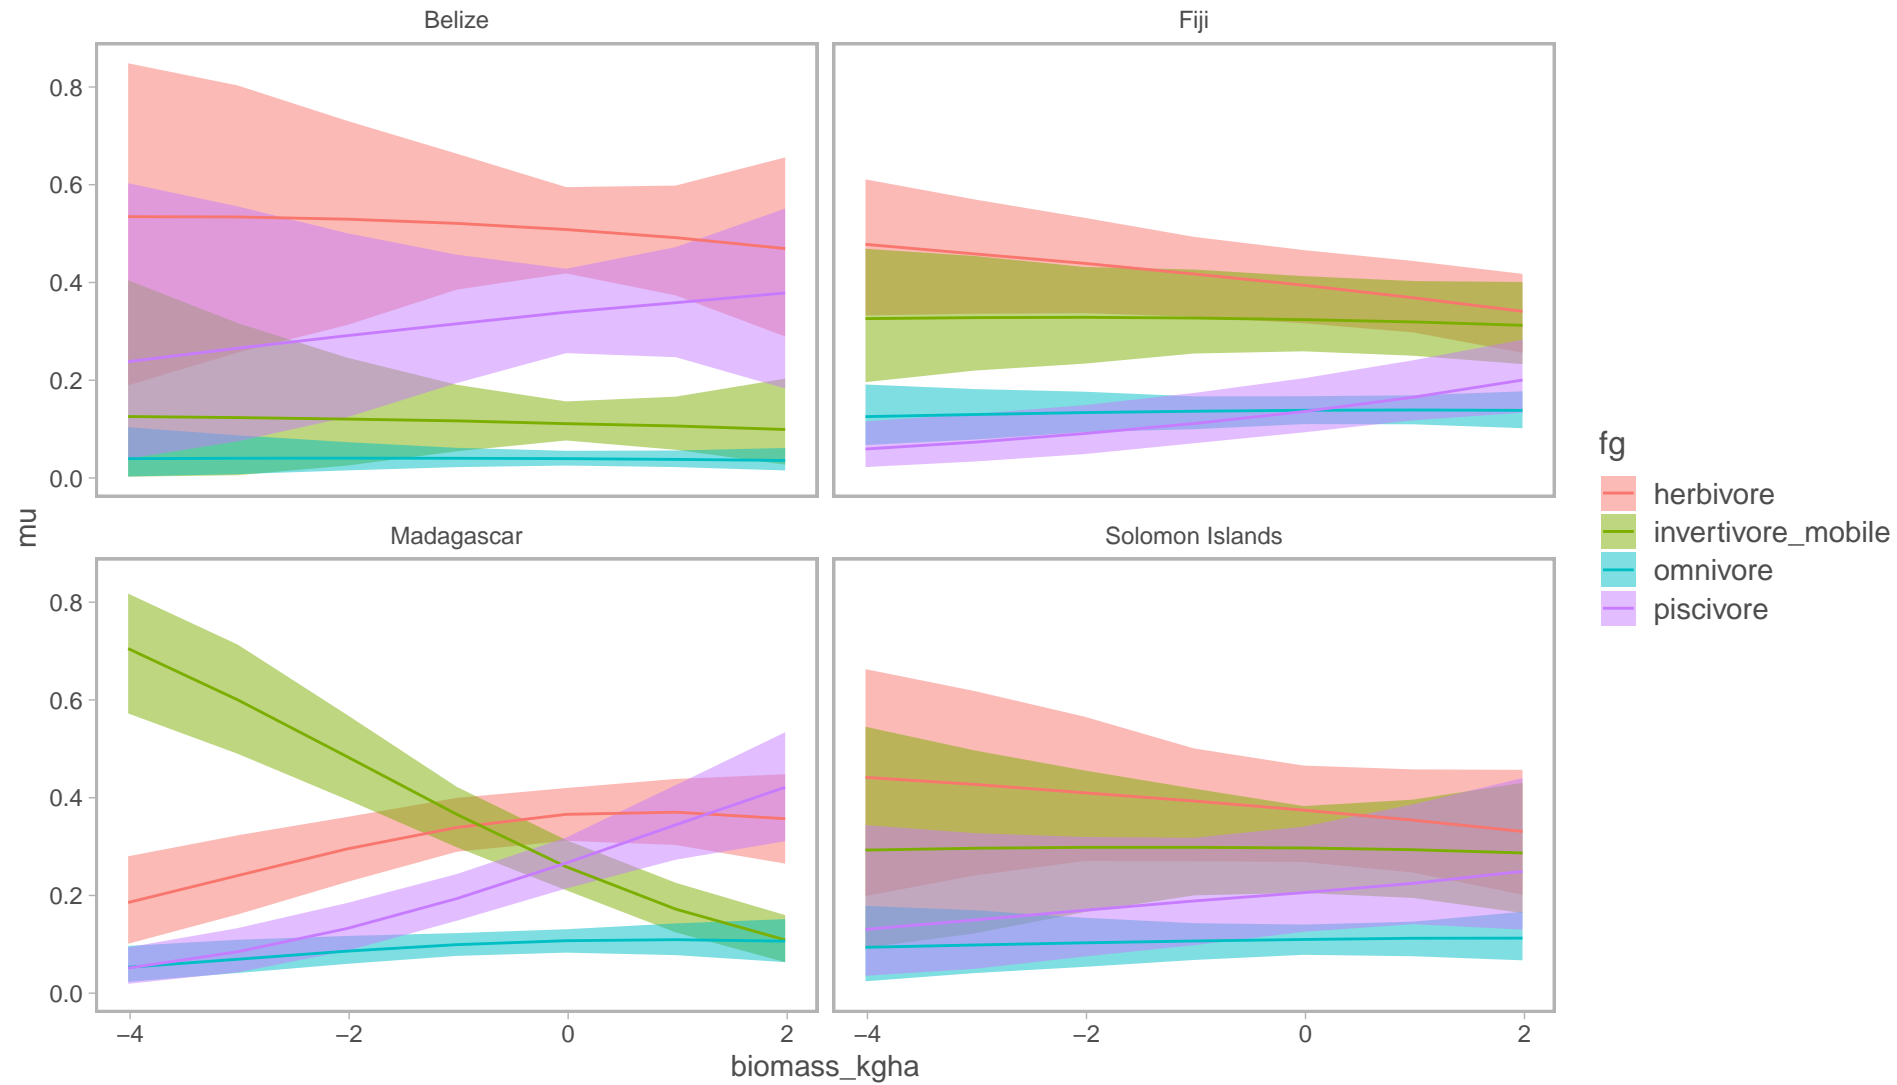 Belize
Fiji
0.8
0.6
0.4
0.2
0.0
mu
Madagascar
Solomon Islands
0.8
0.6
0.4
0.2
0.0
−4
−2
0
2
−4
−2
0
2
biomass_kgha
fg
herbivore
invertivore_mobile
omnivore
piscivore